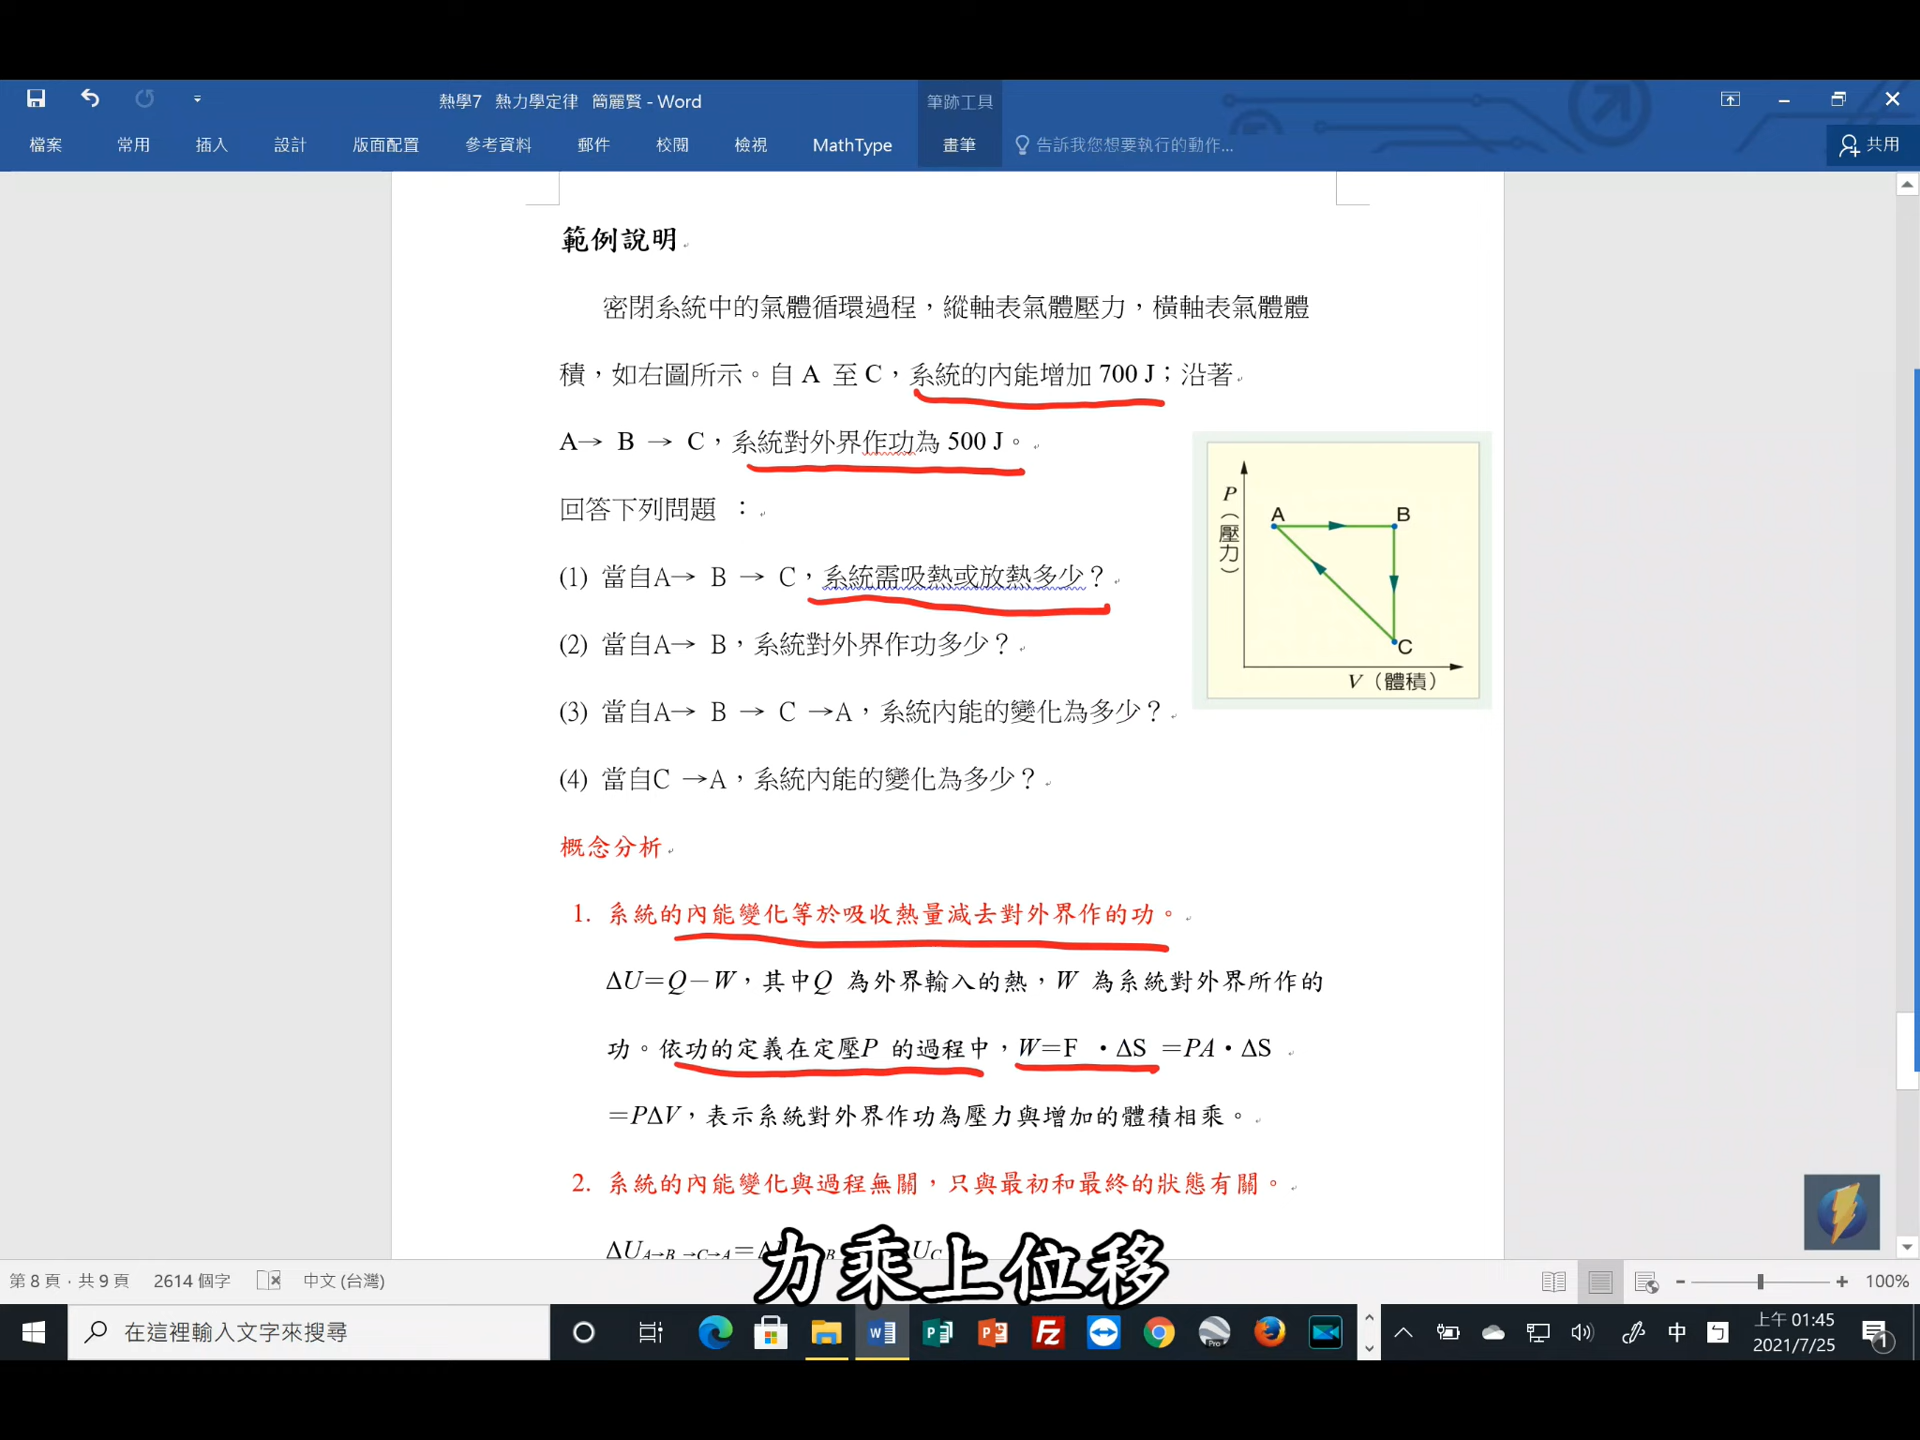 熱學7 熱力學定律 簡麗賢 - Word
筆跡工具
檔案 常用 插入 設計 版面配置 參考資料 郵件 校閱 檢視 MathType 畫筆 告訴我您想要執行的動作... 共用
範例說明
密閉系統中的氣體循環過程，縱軸表氣體壓力，橫軸表氣體體
積，如右圖所示。自 A 至 C，系統的內能增加 700 J；沿著
A→ B → C，系統對外界作功為 500 J。
回答下列問題 ：
(1) 當自A→ B → C，系統需吸熱或放熱多少？
(2) 當自A→ B，系統對外界作功多少？
(3) 當自A→ B → C →A，系統內能的變化為多少？
(4) 當自C →A，系統內能的變化為多少？
P（壓力）
A
B
C
V（體積）
概念分析
1. 系統的內能變化等於吸收熱量減去對外界作的功。
ΔU＝Q－W，其中Q 為外界輸入的熱，W 為系統對外界所作的
功。依功的定義在定壓P 的過程中，W＝F ・ΔS ＝PA・ΔS
＝PΔV，表示系統對外界作功為壓力與增加的體積相乘。
2. 系統的內能變化與過程無關，只與最初和最終的狀態有關。
力乘上位移
第 8 頁，共 9 頁 2614 個字 中文 (台灣) 100%
在這裡輸入文字來搜尋
中
上午 01:45
2021/7/25